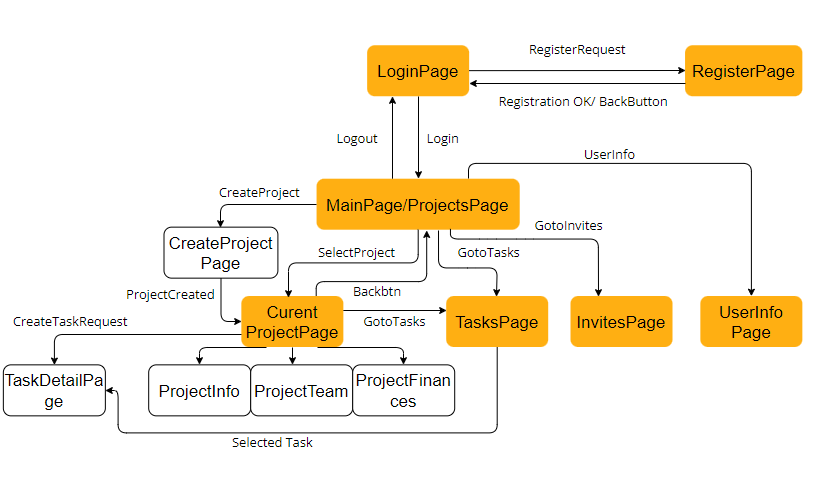 RegisterRequest
LoginPage
RegisterPage
Registration OK/ BackButton
Logout
Login
UserInfo
CreateProject
MainPage/ProjectsPage
GotoInvites
CreateProject
Page
SelectProject
GotoTasks
ProjectCreated
Backbtn
Curent
ProjectPage
GotoTasks
TasksPage
InvitesPage
UserInfo
Page
CreateTaskRequest
TaskDetailPa
ge
ProjectInfo
ProjectTeam
ProjectFinan
ces
Selected Task